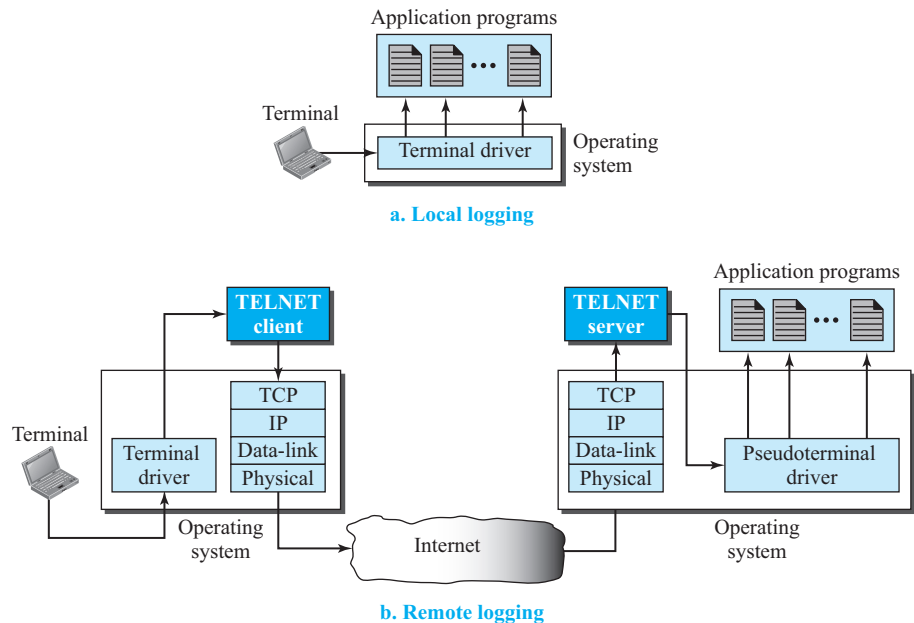 Application programs
Terminal
Terminal driver
Operating
system
a. Local logging
TELNET
client
TCP
IP
Data-link
Physical
Terminal
Terminal
driver
Operating
system
Internet
TELNET
server
Application programs
TCP
IP
Data-link
Physical
Pseudoterminal
driver
Operating
system
b. Remote logging